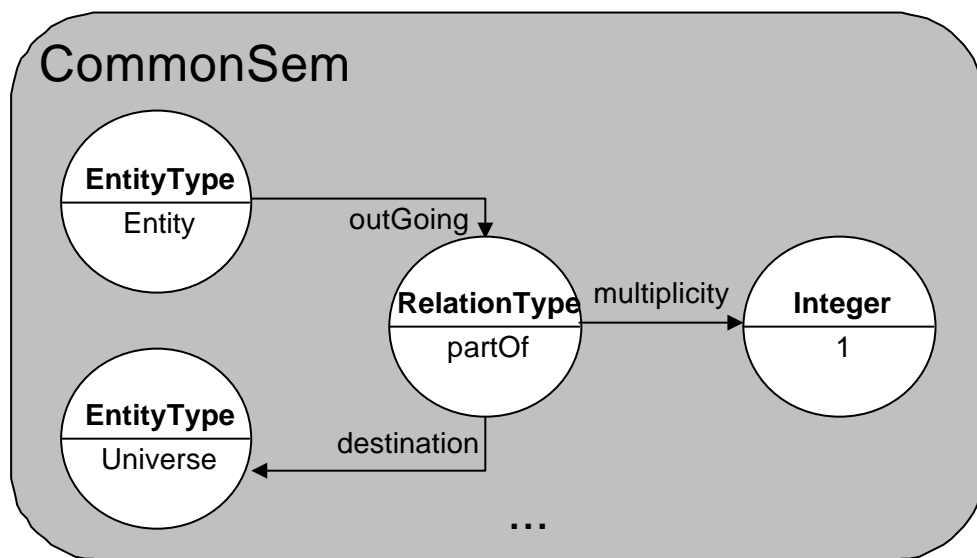 CommonSem
EntityType
Entity
outGoing
RelationType
partOf
multiplicity
Integer
1
EntityType
Universe
destination
...